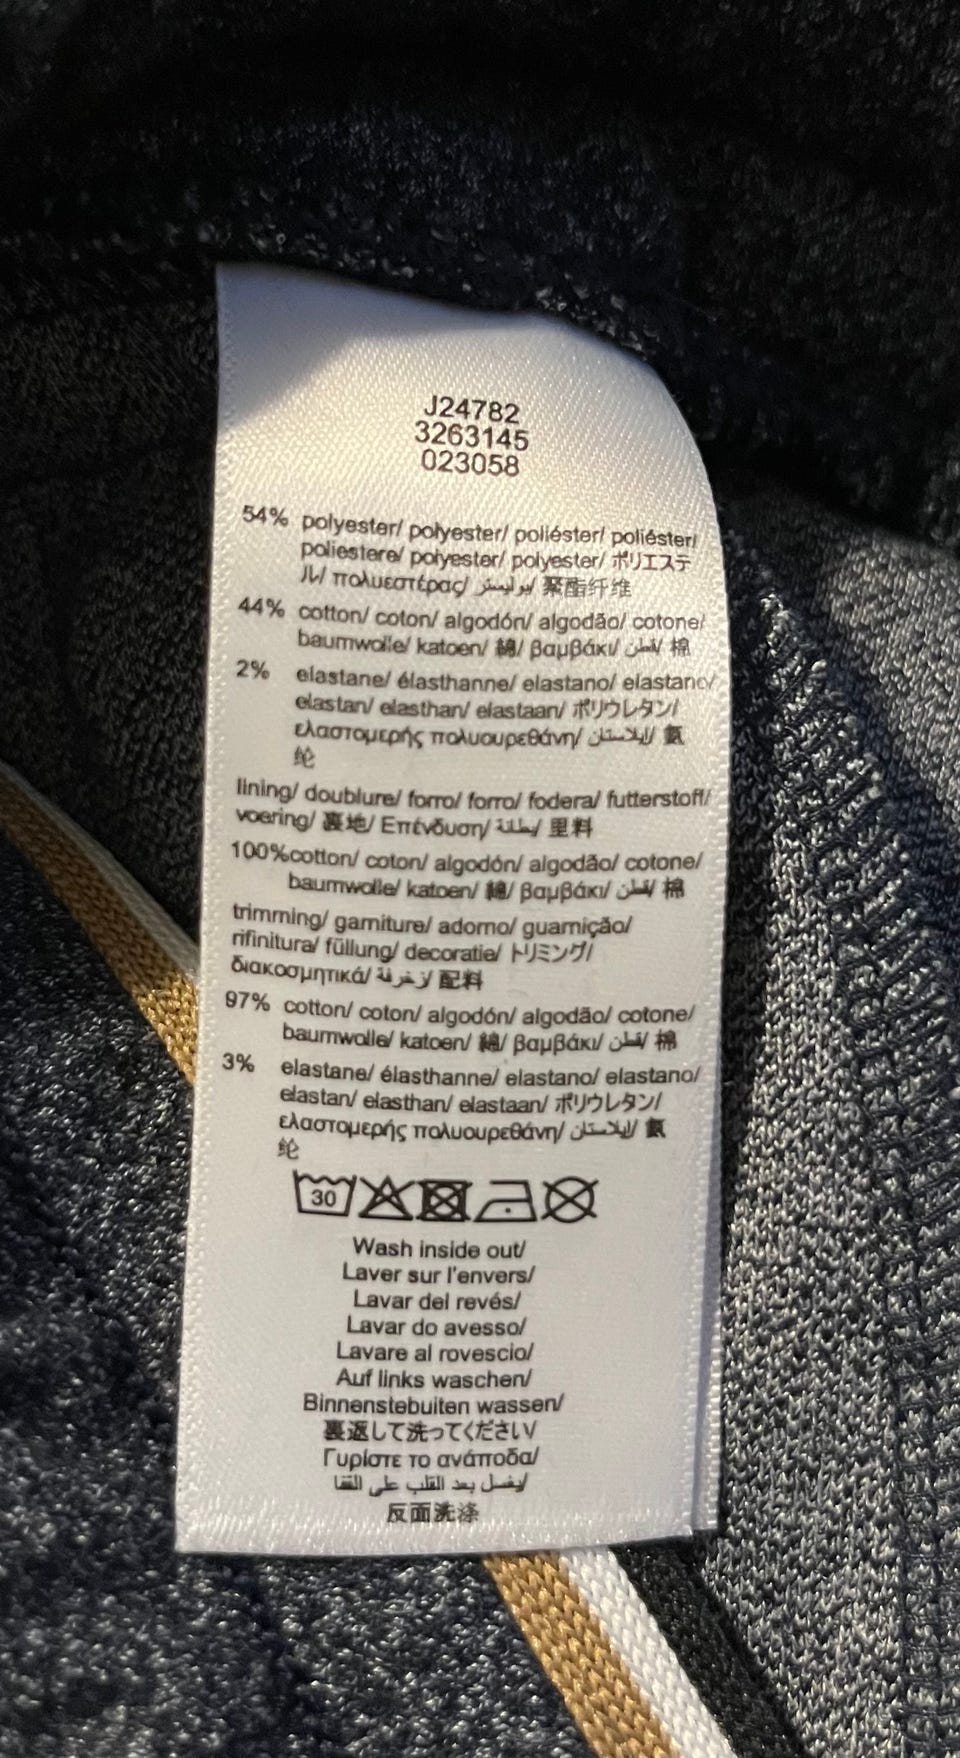 J24782
3263145
023058
54% polyester/ polyester/ poliéster/ poliéster/
poliestere/ polyester/ polyester/ ポリエステ
ル/ πολυεστέρας/ بوليستر/ 聚酯纤维
44% cotton/ coton/ algodón/ algodão/ cotone/
baumwolle/ katoen/ 綿/ βαμβάκι/ قطن/ 棉
2% elastane/ élasthanne/ elastano/ elastano/
elastan/ elasthan/ elastaan/ ポリウレタン/
ελαστομερής πολυουρεθάνη/ إيلاستان/ 氨
纶
lining/ doublure/ forro/ forro/ fodera/ futterstoff/
voering/ 裏地/ Επένδυση/ بطانة/ 里料
100%cotton/ coton/ algodón/ algodão/ cotone/
baumwolle/ katoen/ 綿/ βαμβάκι/ قطن/ 棉
trimming/ garniture/ adorno/ guarnição/
rifinitura/ füllung/ decoratie/ トリミング/
διακοσμητικά/ زخرفة/ 配料
97% cotton/ coton/ algodón/ algodão/ cotone/
baumwolle/ katoen/ 綿/ βαμβάκι/ قطن/ 棉
3% elastane/ élasthanne/ elastano/ elastano/
elastan/ elasthan/ elastaan/ ポリウレタン/
ελαστομερής πολυουρεθάνη/ إيلاستان/ 氨
纶
30
Wash inside out/
Laver sur l'envers/
Lavar del revés/
Lavar do avesso/
Lavare al rovescio/
Auf links waschen/
Binnenstebuiten wassen/
裏返して洗ってください/
Γυρίστε το ανάποδα/
يغسل بعد القلب على القفا/
反面洗涤